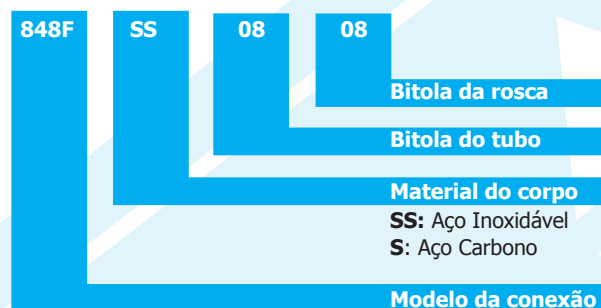 848F SS 08 08
Bitola da rosca
Bitola do tubo
Material do corpo
SS: Aço Inoxidável
S: Aço Carbono
Modelo da conexão